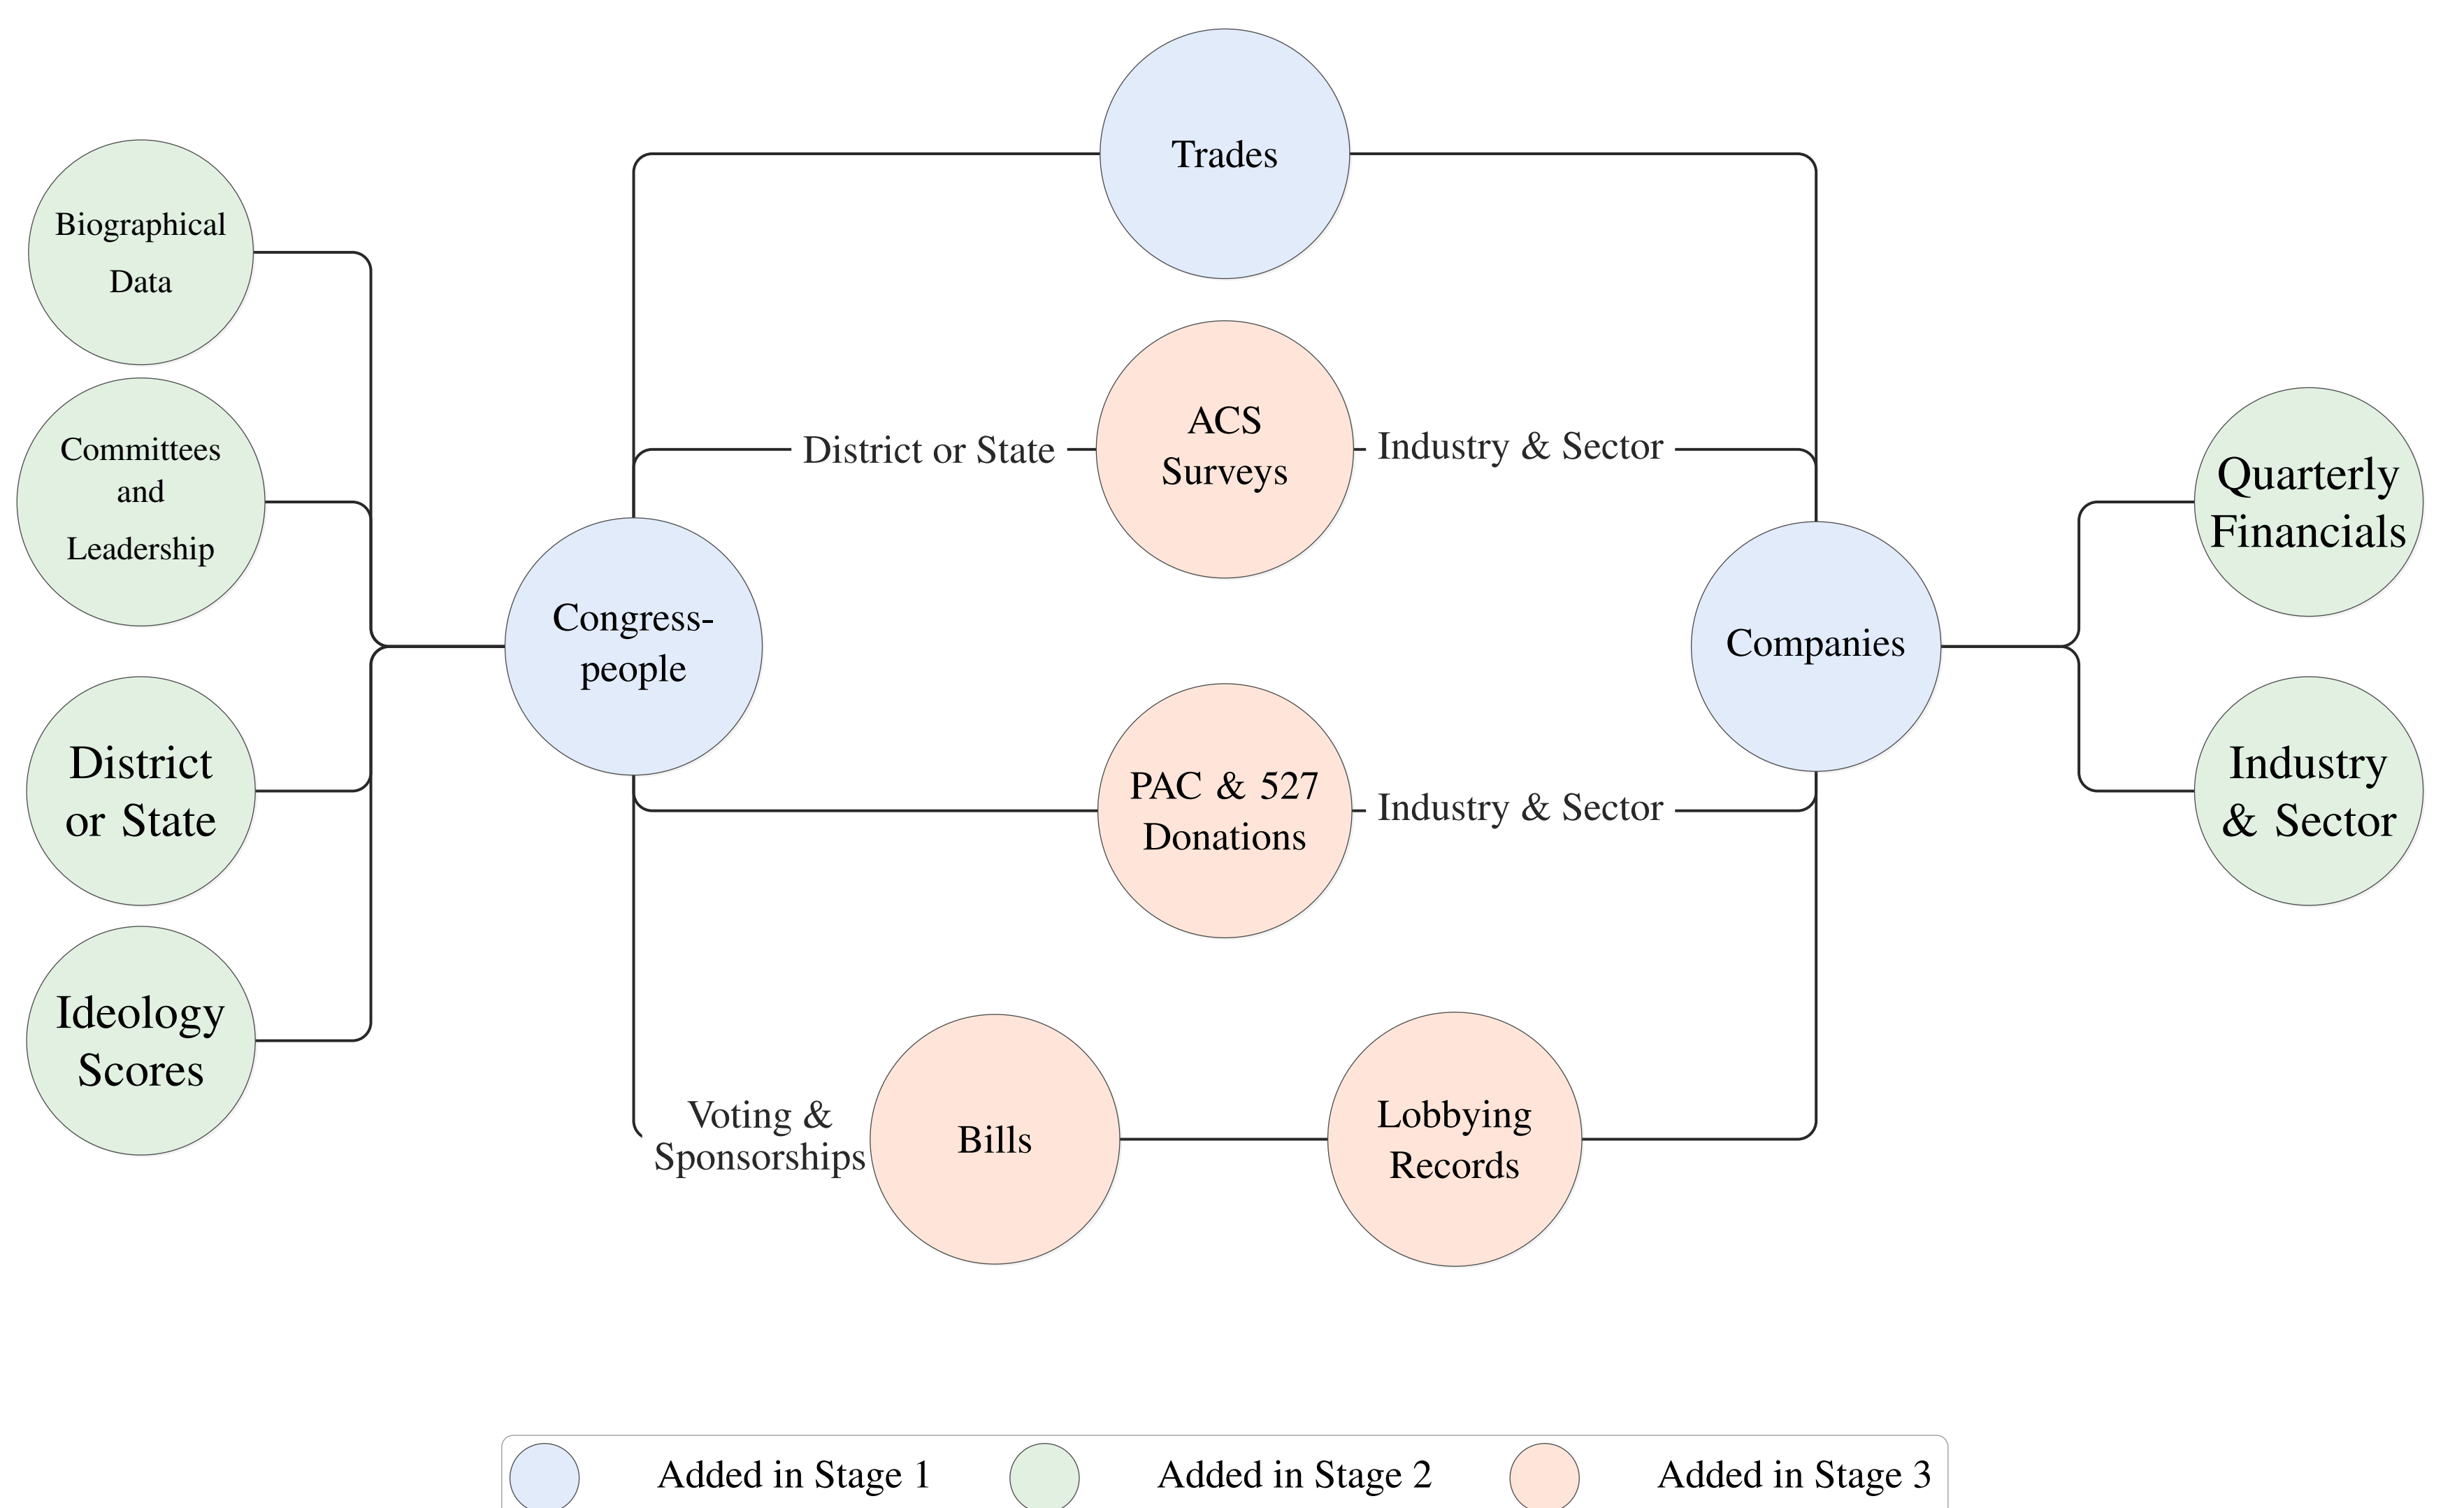 Trades
Biographical
Data
Committees
and
Leadership
District
or State
Ideology
Scores
Congress-
people
District or State
ACS
Surveys
Industry & Sector
PAC & 527
Donations
Industry & Sector
Voting &
Sponsorships
Bills
Lobbying
Records
Companies
Quarterly
Financials
Industry
& Sector
Added in Stage 1
Added in Stage 2
Added in Stage 3